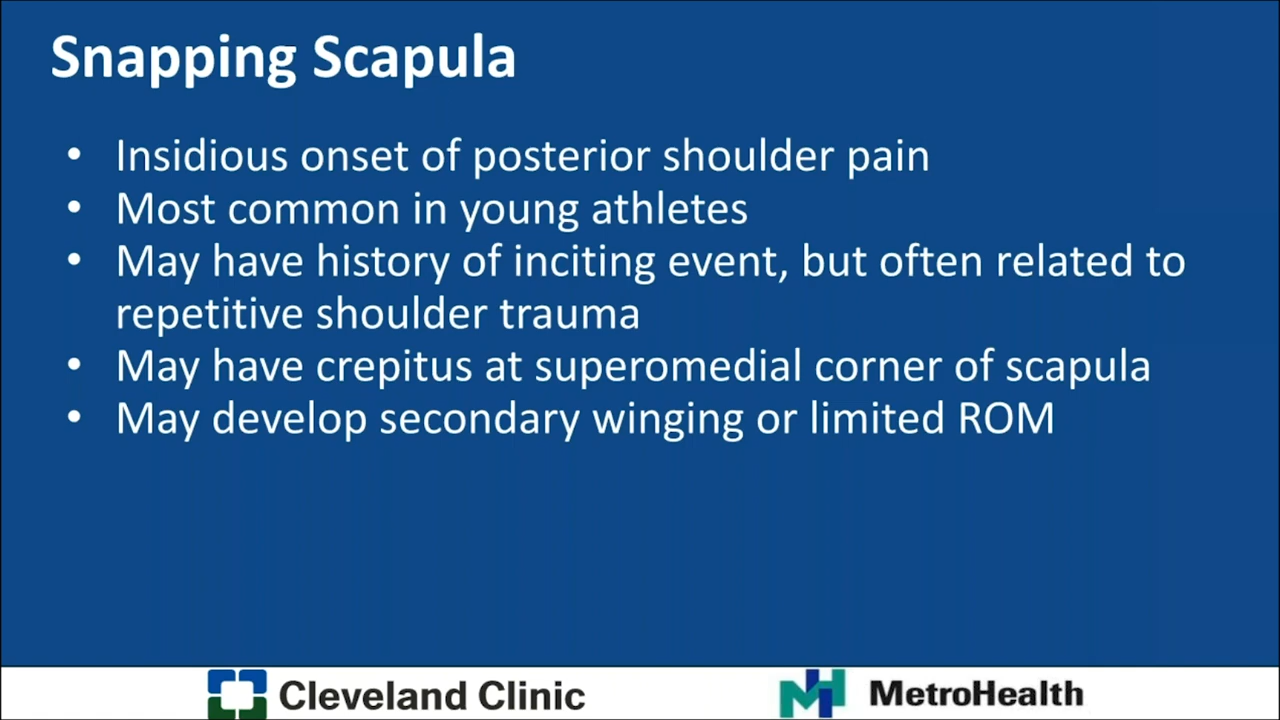 Snapping Scapula
• Insidious onset of posterior shoulder pain
• Most common in young athletes
• May have history of inciting event, but often related to
repetitive shoulder trauma
• May have crepitus at superomedial corner of scapula
• May develop secondary winging or limited ROM
Cleveland Clinic
MetroHealth